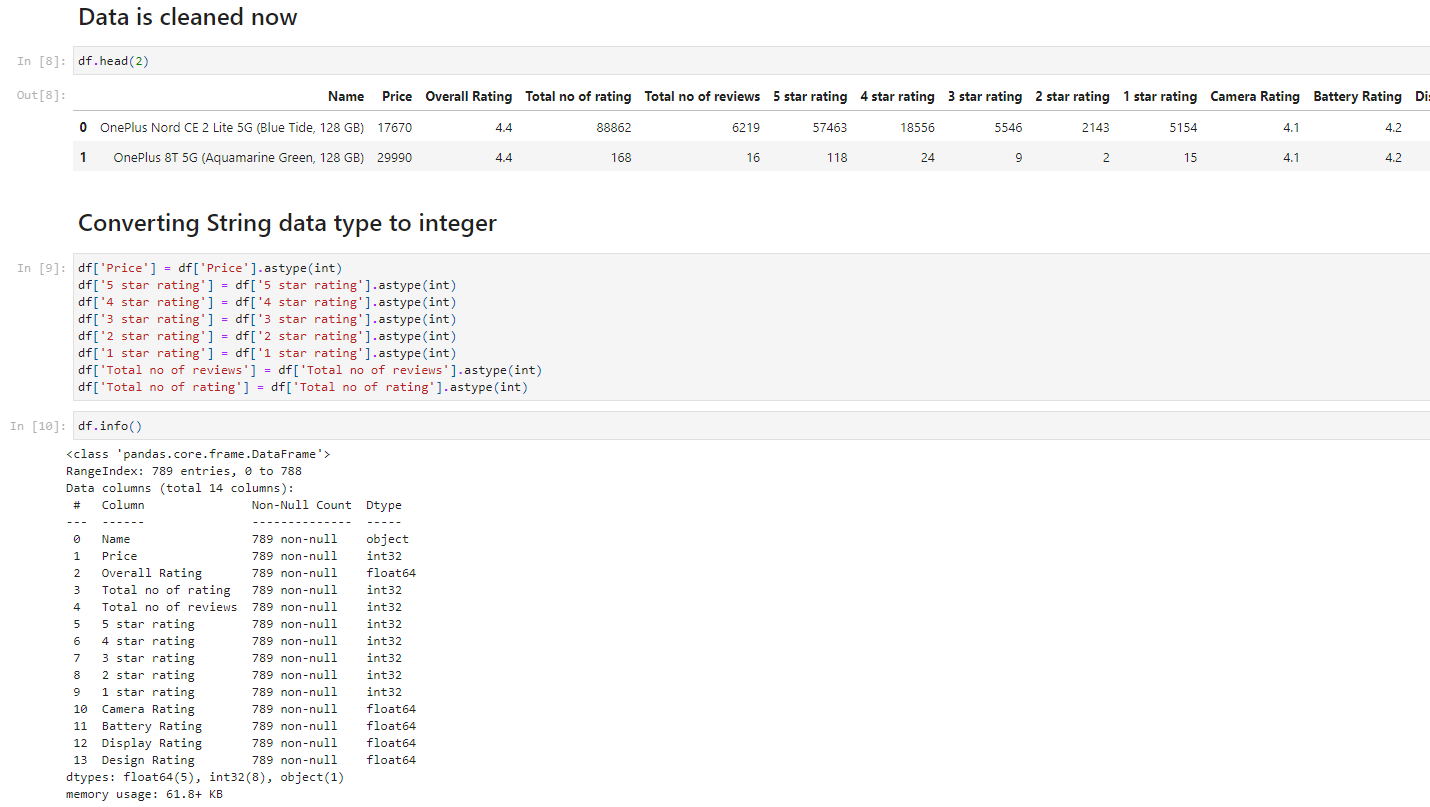 Data is cleaned now
In [8]: df.head(2)
Out[8]:
Name Price Overall Rating Total no of rating Total no of reviews 5 star rating 4 star rating 3 star rating 2 star rating 1 star rating Camera Rating Battery Rating Di
0 OnePlus Nord CE 2 Lite 5G (Blue Tide, 128 GB) 17670 4.4 88862 6219 57463 18556 5546 2143 5154 4.1 4.2
1 OnePlus 8T 5G (Aquamarine Green, 128 GB) 29990 4.4 168 16 118 24 9 2 15 4.1 4.2
Converting String data type to integer
In [9]: df['Price'] = df['Price'].astype(int)
df['5 star rating'] = df['5 star rating'].astype(int)
df['4 star rating'] = df['4 star rating'].astype(int)
df['3 star rating'] = df['3 star rating'].astype(int)
df['2 star rating'] = df['2 star rating'].astype(int)
df['1 star rating'] = df['1 star rating'].astype(int)
df['Total no of reviews'] = df['Total no of reviews'].astype(int)
df['Total no of rating'] = df['Total no of rating'].astype(int)
In [10]: df.info()
<class 'pandas.core.frame.DataFrame'>
RangeIndex: 789 entries, 0 to 788
Data columns (total 14 columns):
# Column Non-Null Count Dtype
--- ------ -------------- -----
0 Name 789 non-null object
1 Price 789 non-null int32
2 Overall Rating 789 non-null float64
3 Total no of rating 789 non-null int32
4 Total no of reviews 789 non-null int32
5 5 star rating 789 non-null int32
6 4 star rating 789 non-null int32
7 3 star rating 789 non-null int32
8 2 star rating 789 non-null int32
9 1 star rating 789 non-null int32
10 Camera Rating 789 non-null float64
11 Battery Rating 789 non-null float64
12 Display Rating 789 non-null float64
13 Design Rating 789 non-null float64
dtypes: float64(5), int32(8), object(1)
memory usage: 61.8+ KB